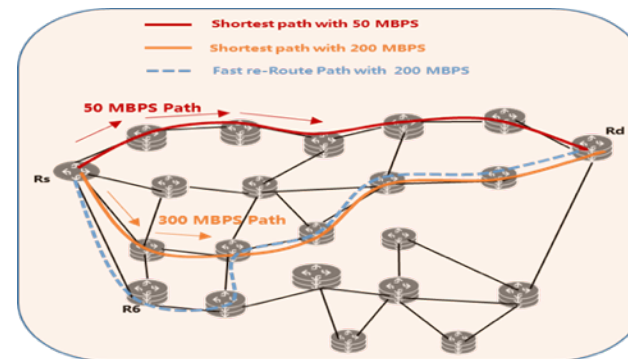 Shortest path with 50 MBPS
Shortest path with 200 MBPS
Fast re-Route Path with 200 MBPS
50 MBPS Path
Rd
Rs
300 MBPS Path
R6